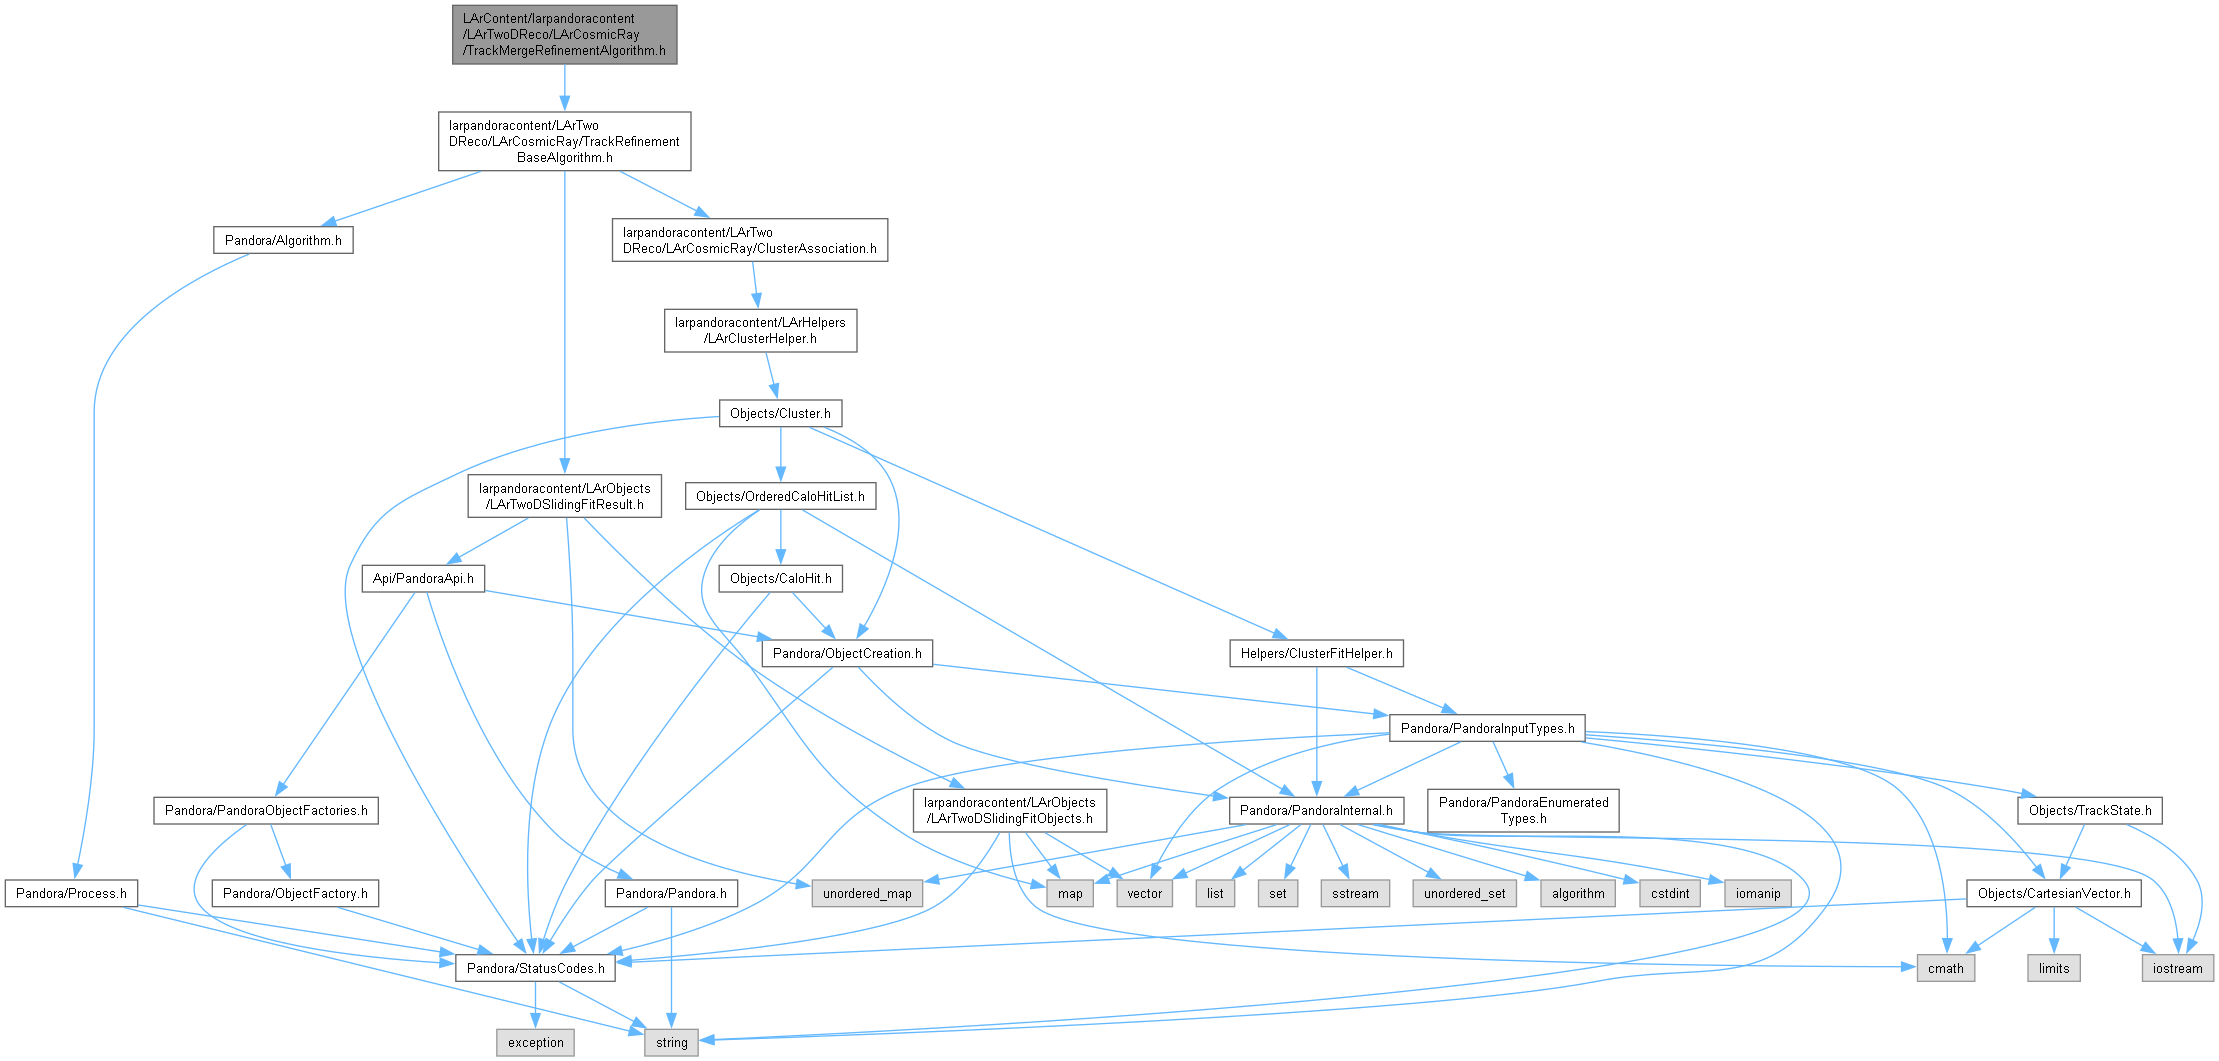 LArContent/larpandoracontent
/LArTwoDReco/LArCosmicRay
/TrackMergeRefinementAlgorithm.h
larpandoracontent/LArTwo
DReco/LArCosmicRay/TrackRefinement
BaseAlgorithm.h
Pandora/Algorithm.h
larpandoracontent/LArTwo
DReco/LArCosmicRay/ClusterAssociation.h
larpandoracontent/LArHelpers
/LArClusterHelper.h
Objects/Cluster.h
larpandoracontent/LArObjects
/LArTwoDSlidingFitResult.h
Objects/OrderedCaloHitList.h
Api/PandoraApi.h
Objects/CaloHit.h
Pandora/ObjectCreation.h
Helpers/ClusterFitHelper.h
Pandora/PandoraInputTypes.h
Pandora/PandoraObjectFactories.h
larpandoracontent/LArObjects
/LArTwoDSlidingFitObjects.h
Pandora/PandoraInternal.h
Pandora/PandoraEnumerated
Types.h
Objects/TrackState.h
Pandora/Process.h
Pandora/ObjectFactory.h
Pandora/Pandora.h
unordered_map
map
vector
list
set
sstream
unordered_set
algorithm
cstdint
iomanip
Objects/CartesianVector.h
Pandora/StatusCodes.h
cmath
limits
iostream
exception
string